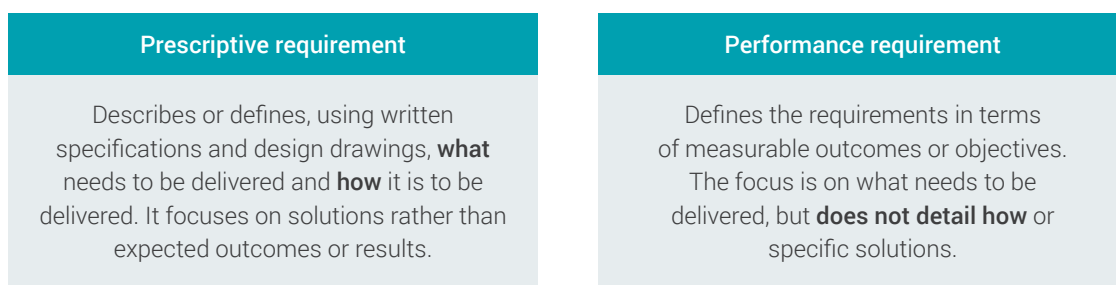 Prescriptive requirement
Describes or defines, using written
specifications and design drawings, what
needs to be delivered and how it is to be
delivered. It focuses on solutions rather than
expected outcomes or results.
Performance requirement
Defines the requirements in terms
of measurable outcomes or objectives.
The focus is on what needs to be
delivered, but does not detail how or
specific solutions.